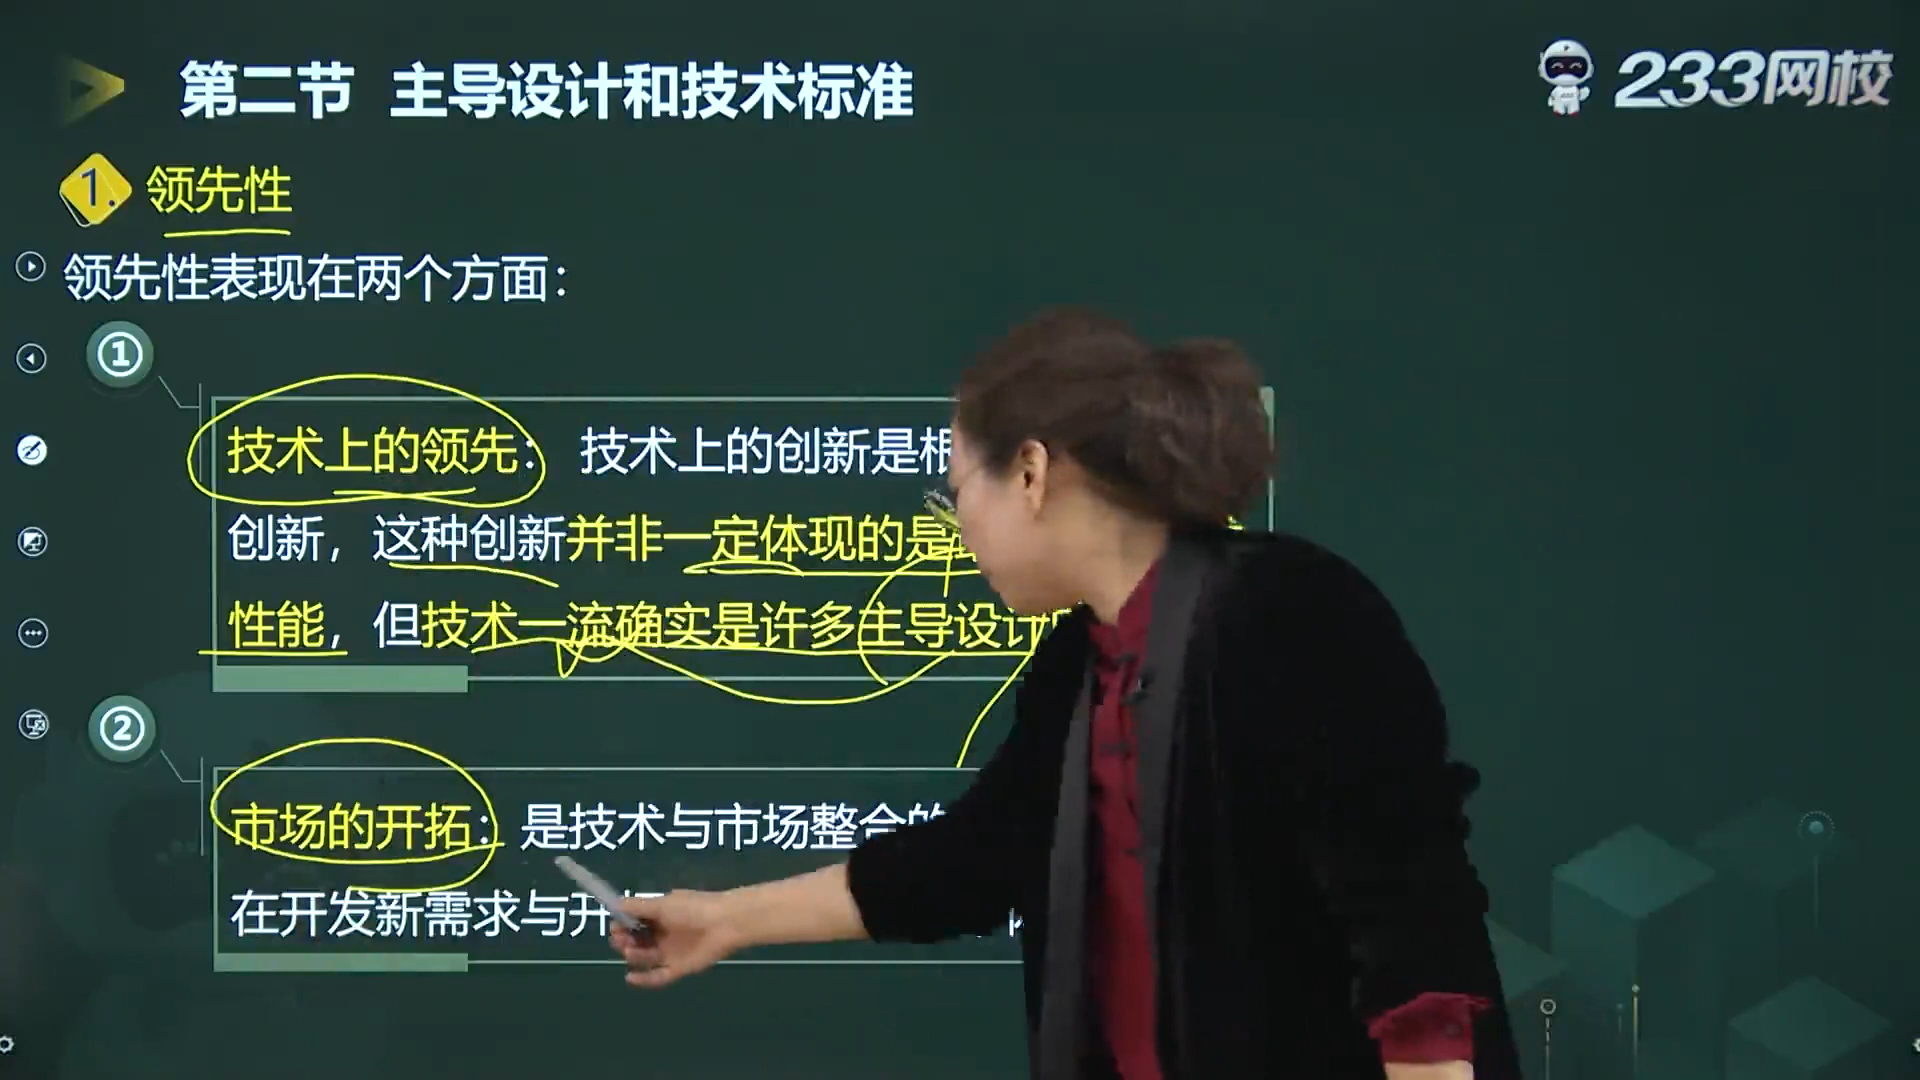 第二节 主导设计和技术标准
233网校
1. 领先性
领先性表现在两个方面：
①
技术上的领先： 技术上的创新是根
创新，这种创新并非一定体现的是
性能，但技术一流确实是许多主导设计
②
市场的开拓：是技术与市场整合的
在开发新需求与开